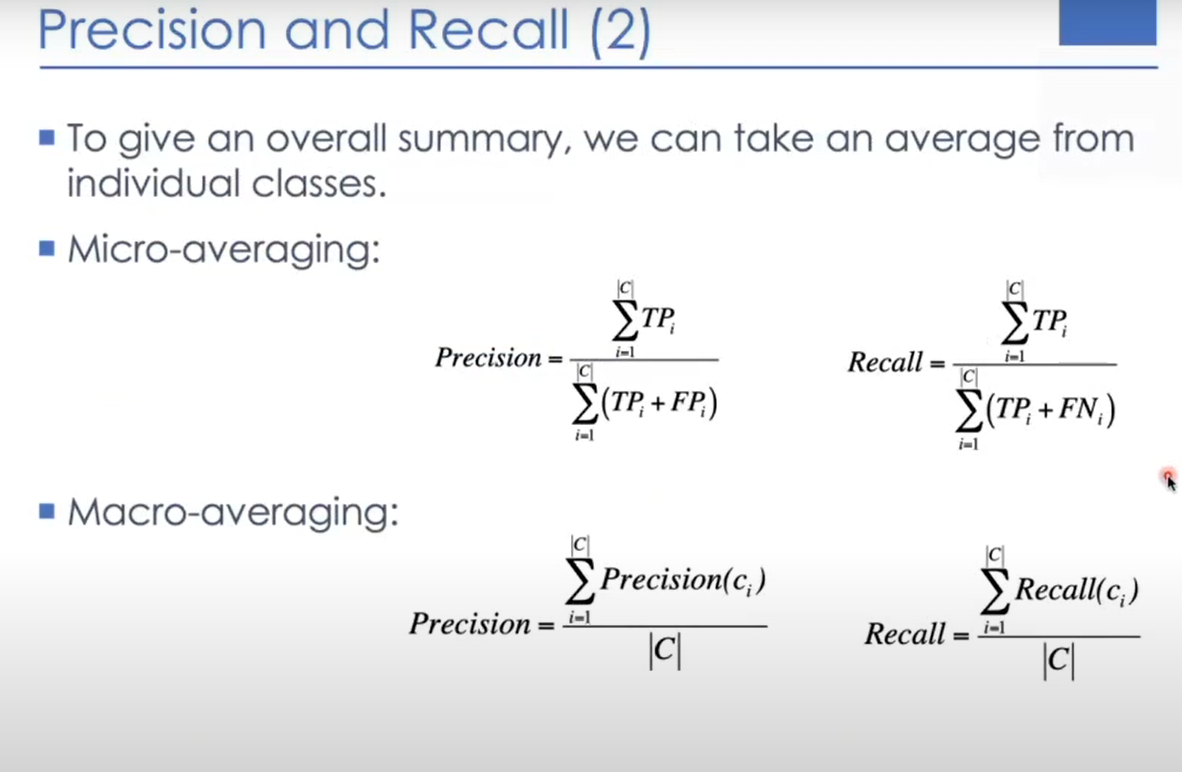 Precision and Recall (2)
To give an overall summary, we can take an average from
individual classes.
Micro-averaging:
Precision = \frac{\sum_{i=1}^{|C|} TP_i}{\sum_{i=1}^{|C|} (TP_i + FP_i)}
Recall = \frac{\sum_{i=1}^{|C|} TP_i}{\sum_{i=1}^{|C|} (TP_i + FN_i)}
Macro-averaging:
Precision = \frac{\sum_{i=1}^{|C|} Precision(c_i)}{|C|}
Recall = \frac{\sum_{i=1}^{|C|} Recall(c_i)}{|C|}